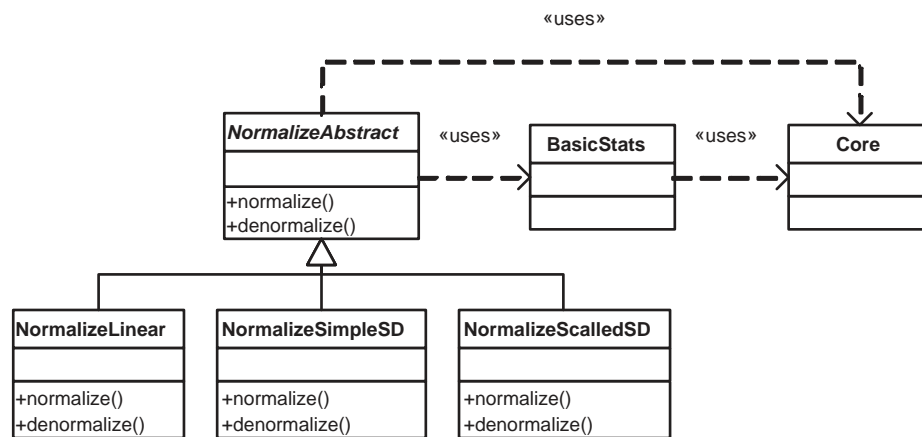 «uses»
NormalizeAbstract
«uses»
BasicStats
«uses»
Core
+normalize()
+denormalize()
NormalizeLinear
NormalizeSimpleSD
NormalizeScalledSD
+normalize()
+denormalize()
+normalize()
+denormalize()
+normalize()
+denormalize()